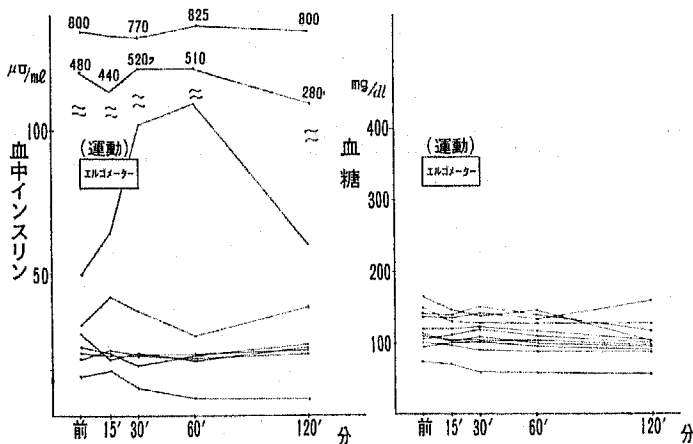 800 770 825 800
μU/ml
480 440 520 510 280
100
50
血中インスリン
(運動)
エルゴメーター
前 15′ 30′ 60′ 120′ 分
mg/dl
400
300
200
150
100
血糖
(運動)
エルゴメーター
前 15′ 30′ 60′ 120′ 分